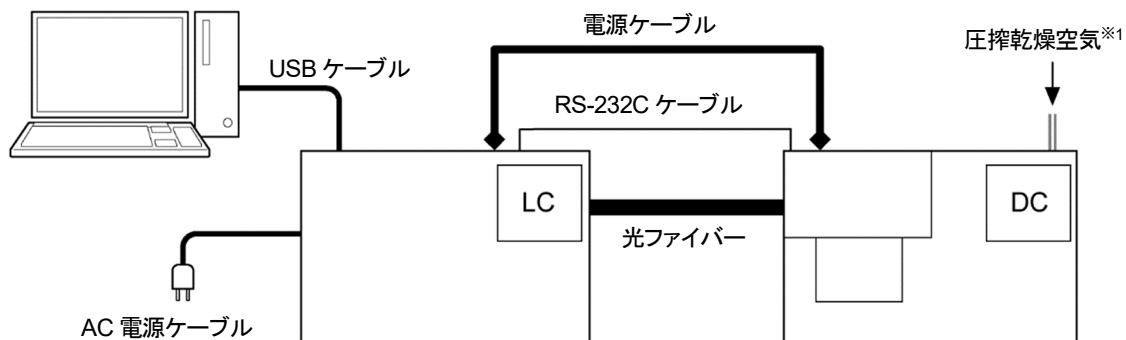 電源ケーブル
圧搾乾燥空気※1
USB ケーブル
RS-232C ケーブル
LC
DC
光ファイバー
AC 電源ケーブル